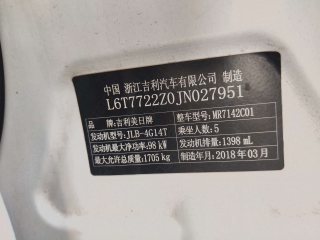 中国 浙江吉利汽车有限公司 制造
L6T7722Z0JN027951
品牌：吉利美日牌 整车型号：MR7142C01
发动机型号：JLB-4G14T 乘坐人数：5
发动机最大净功率：98 kW 发动机排量：1398 mL
最大允许总质量：1705 kg 制造年月：2018 年 03 月